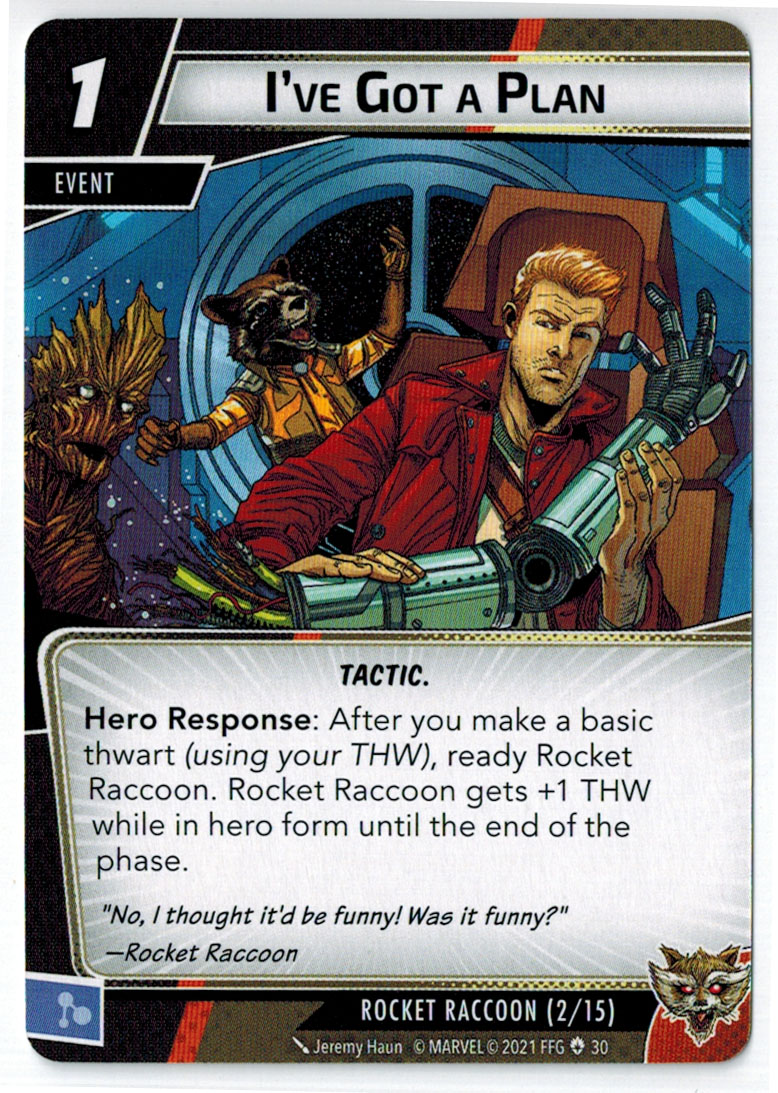 1
I'VE GOT A PLAN
EVENT
TACTIC.
Hero Response: After you make a basic
thwart (using your THW), ready Rocket
Raccoon. Rocket Raccoon gets +1 THW
while in hero form until the end of the
phase.
"No, I thought it'd be funny! Was it funny?"
—Rocket Raccoon
ROCKET RACCOON (2/15)
Jeremy Haun © MARVEL © 2021 FFG 30